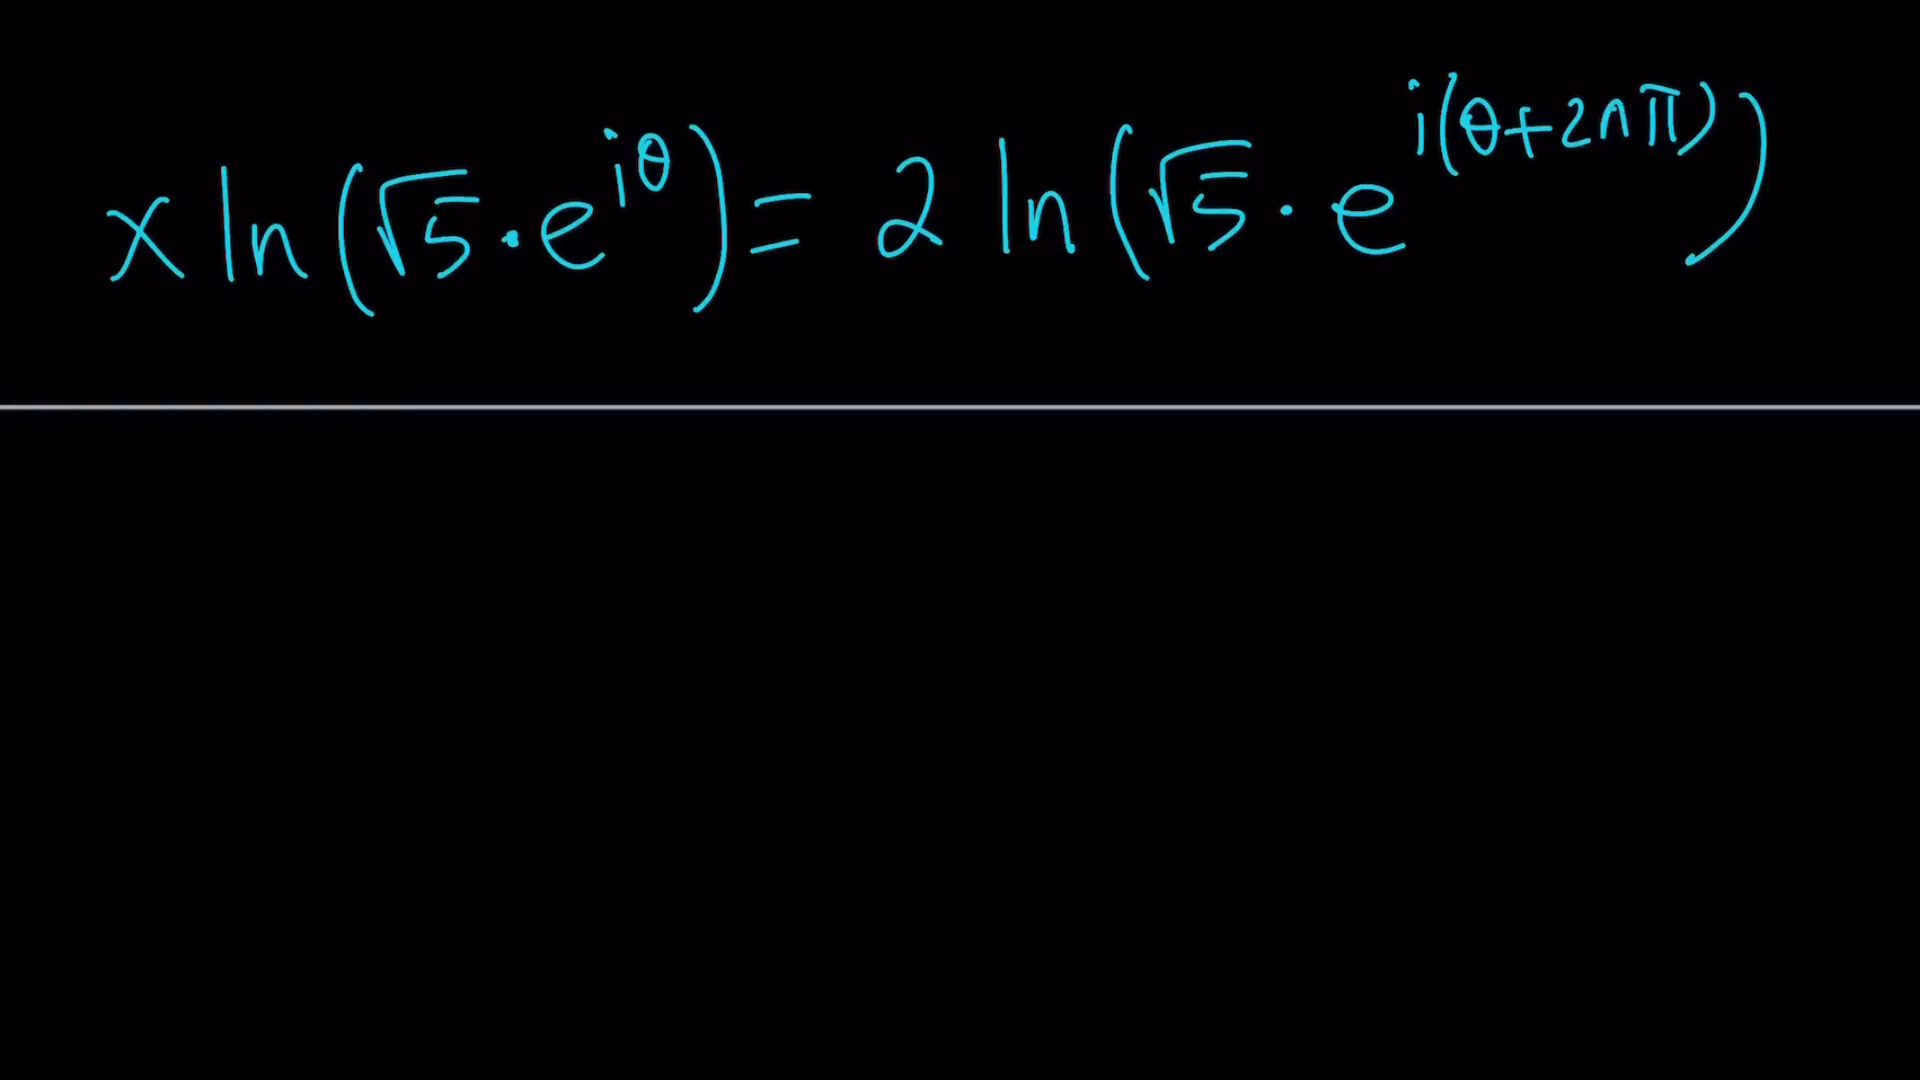 x ln(√5 · e^{iθ}) = 2 ln(√5 · e^{i(θ+2nπ)})